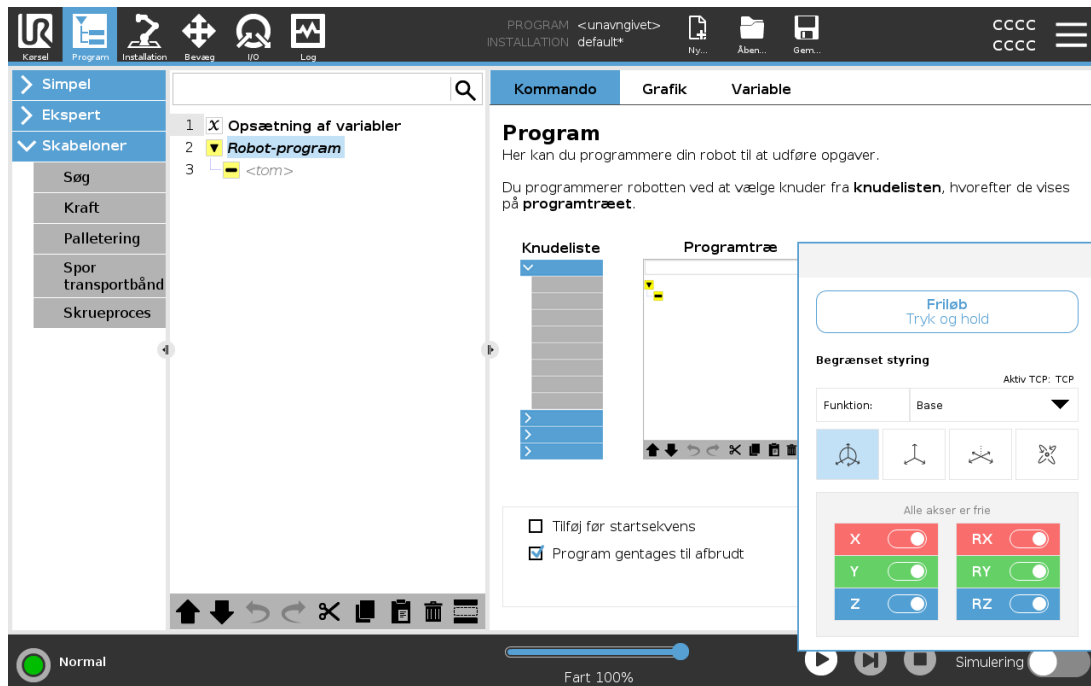 UR
PROGRAM <unavngivet>
INSTALLATION default*
CCCC
CCCC
Kørsel
Program
Installation
Bevæg
I/O
Log
Ny...
Åben...
Gem...
Simpel
Ekspert
Skabeloner
Søg
Kraft
Palletering
Spor
transportbånd
Skrueproces
1 X Opsætning af variabler
2 Robot-program
3 <tom>
Kommando
Grafik
Variable
Program
Her kan du programmere din robot til at udføre opgaver.
Du programmerer robotten ved at vælge knuder fra knudelisten, hvorefter de vises
på programtræet.
Knudeliste
Programtræ
Tilføj før startsekvens
Program gentages til afbrudt
Friløb
Tryk og hold
Begrænset styring
Aktiv TCP: TCP
Funktion: Base
Alle akser er frie
X RX
Y RY
Z RZ
Normal
Fart 100%
Simulering